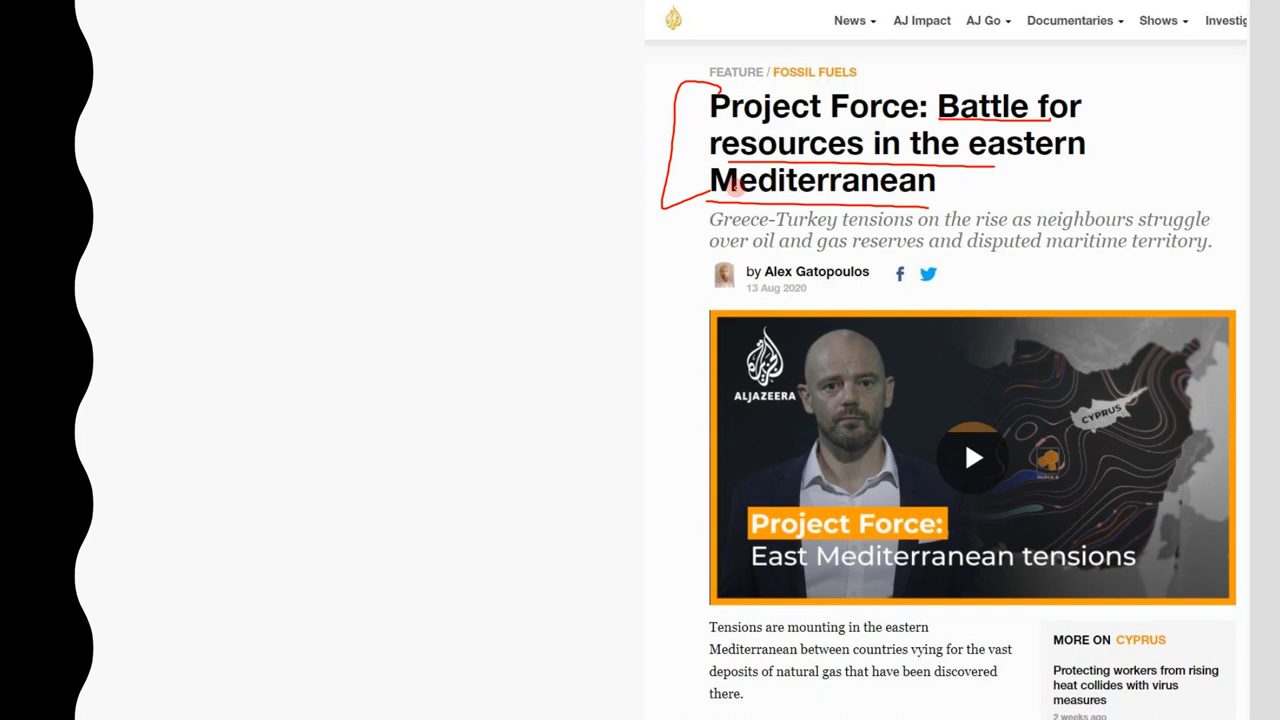 News AJ Impact AJ Go Documentaries Shows Investig
FEATURE / FOSSIL FUELS
Project Force: Battle for
resources in the eastern
Mediterranean
Greece-Turkey tensions on the rise as neighbours struggle
over oil and gas reserves and disputed maritime territory.
by Alex Gatopoulos
13 Aug 2020
ALJAZEERA
CYPRUS
Project Force:
East Mediterranean tensions
Tensions are mounting in the eastern
Mediterranean between countries vying for the vast
deposits of natural gas that have been discovered
there.
MORE ON CYPRUS
Protecting workers from rising
heat collides with virus
measures
2 weeks ago